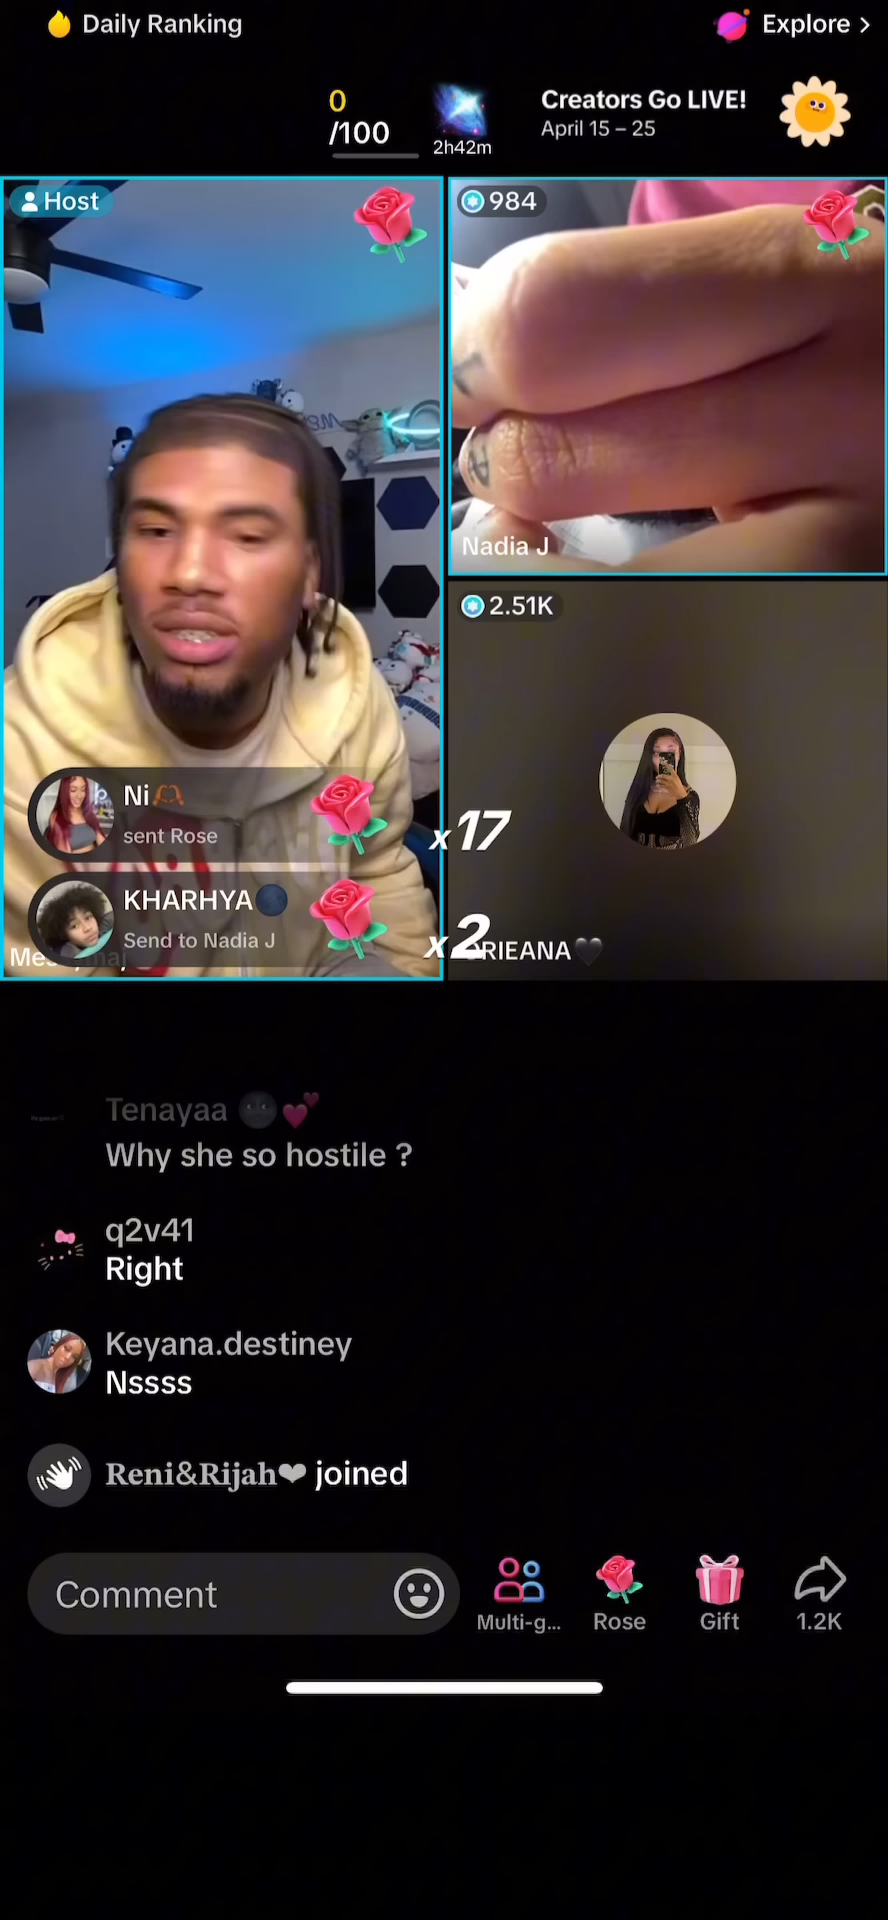 Daily Ranking
Explore >
0
/100
2h42m
Creators Go LIVE!
April 15 – 25
Host
984
Nadia J
2.51K
Ni
sent Rose
x17
KHARHYA
Send to Nadia J
x2
RIEANA🖤
Tenayaa 🌚💕
Why she so hostile ?
q2v41
Right
Keyana.destiney
Nssss
Reni&Rijah❤ joined
Comment
Multi-g...
Rose
Gift
1.2K